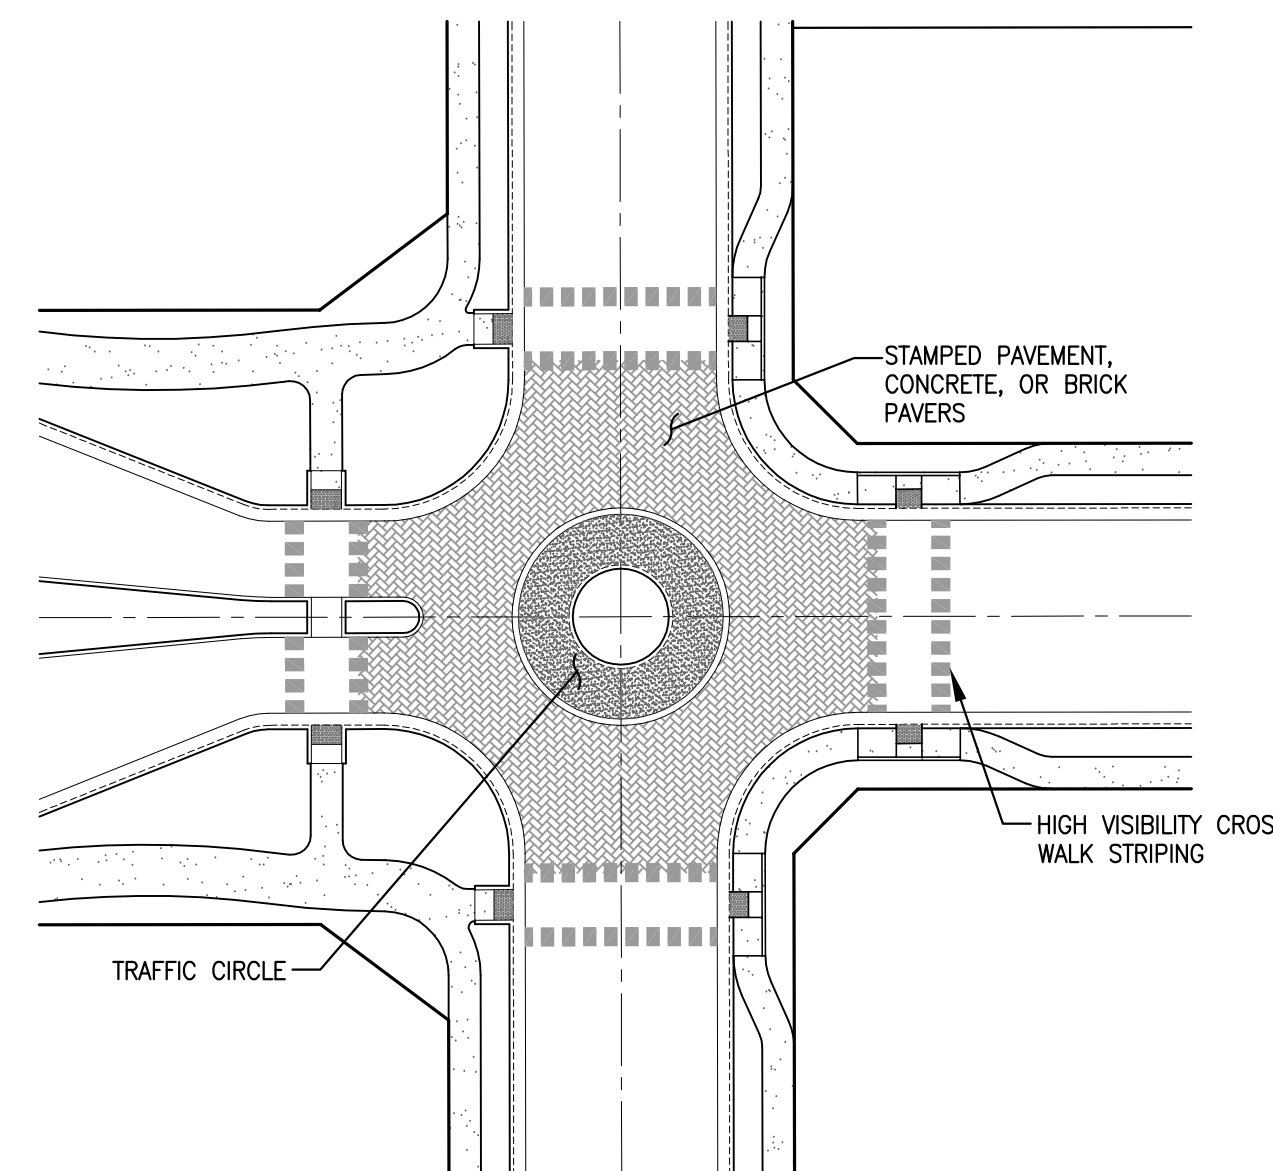 STAMPED PAVEMENT,
CONCRETE, OR BRICK
PAVERS
HIGH VISIBILITY CROS
WALK STRIPING
TRAFFIC CIRCLE